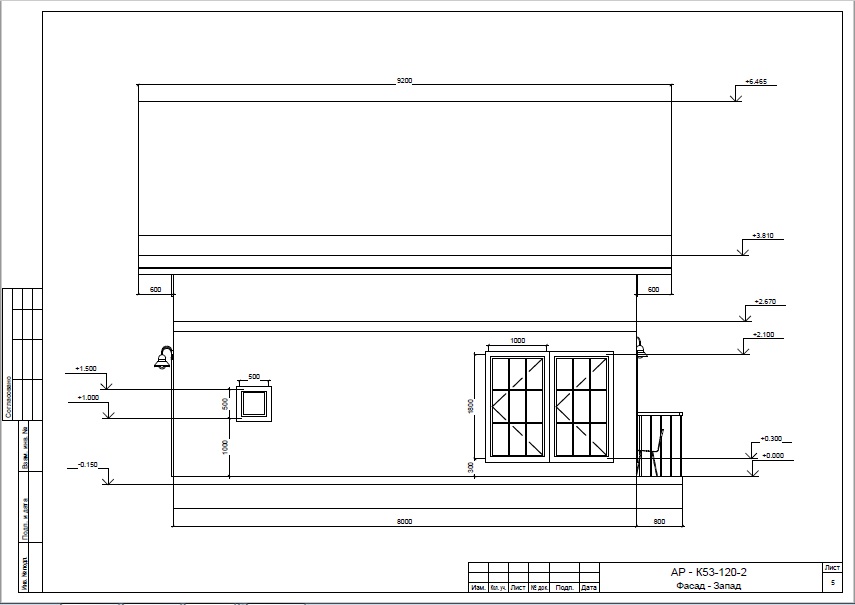 9200
+6.465
+3.810
600
600
+2.670
+2.100
1000
+1.500
500
+1.000
500
1800
1000
300
+0.300
+0.000
-0.150
8000
800
Согласовано
Взам. инв. №
Подп. и дата
Инв. № подл.
Изм. Кол. уч. Лист № док. Подп. Дата
АР - К53-120-2
Фасад - Запад
Лист
5